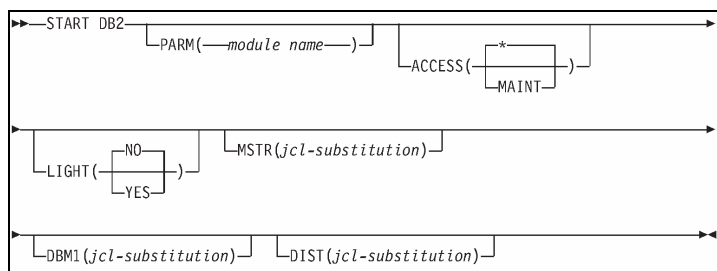 START DB2
PARM( module name )
ACCESS( * )
MAINT
LIGHT( NO )
YES
MSTR(jcl-substitution)
DBM1(jcl-substitution)
DIST(jcl-substitution)